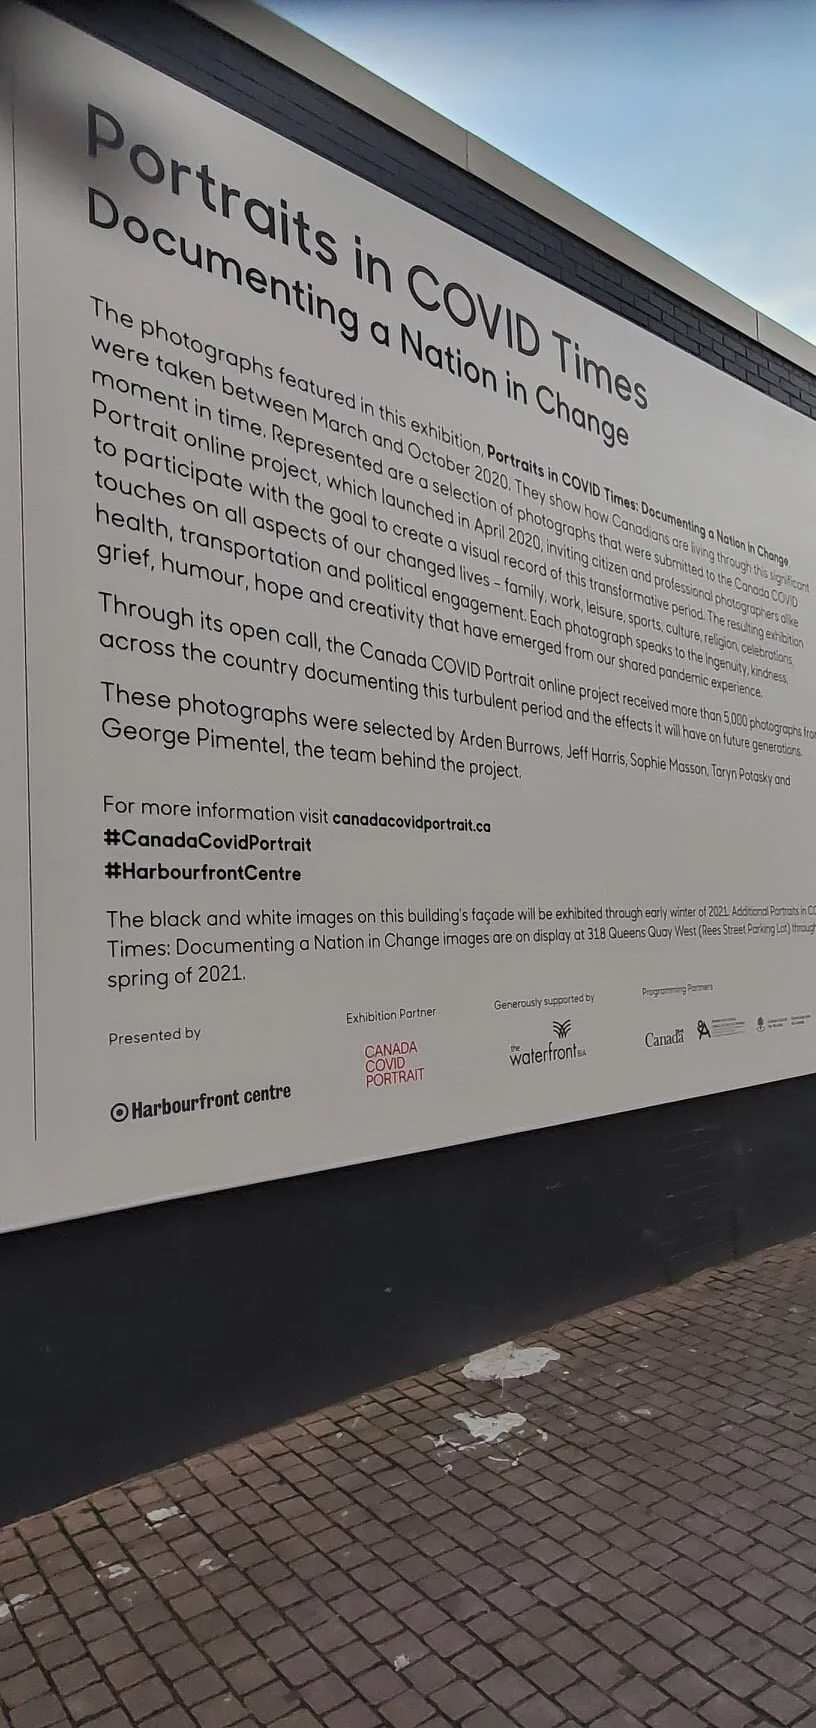 Portraits in COVID Times
Documenting a Nation in Change
The photographs featured in this exhibition, Portraits in COVID Times: Documenting a Nation in Change
were taken between March and October 2020. They show how Canadians are living through this significant
moment in time. Represented are a selection of photographs that were submitted to the Canada COVID
Portrait online project, which launched in April 2020, inviting citizen and professional photographers alike
to participate with the goal to create a visual record of this transformative period. The resulting exhibition
touches on all aspects of our changed lives – family, work, leisure, sports, culture, religion, celebrations,
health, transportation and political engagement. Each photograph speaks to the ingenuity, kindness,
grief, humour, hope and creativity that have emerged from our shared pandemic experience.
Through its open call, the Canada COVID Portrait online project received more than 5,000 photographs
across the country documenting this turbulent period and the effects it will have on future generations.
These photographs were selected by Arden Burrows, Jeff Harris, Sophie Masson, Taryn Potasky and
George Pimentel, the team behind the project.
For more information visit canadacovidportrait.ca
#CanadaCovidPortrait
#HarbourfrontCentre
The black and white images on this building's façade will be exhibited through early winter of 2021. Additional Portraits in
Times: Documenting a Nation in Change images are on display at 318 Queens Quay West (Rees Street Parking Lot)
spring of 2021.
Presented by
Harbourfront centre
Exhibition Partner
CANADA
COVID
PORTRAIT
Generously supported by
the
waterfrontBIA
Programming Partners
Canada